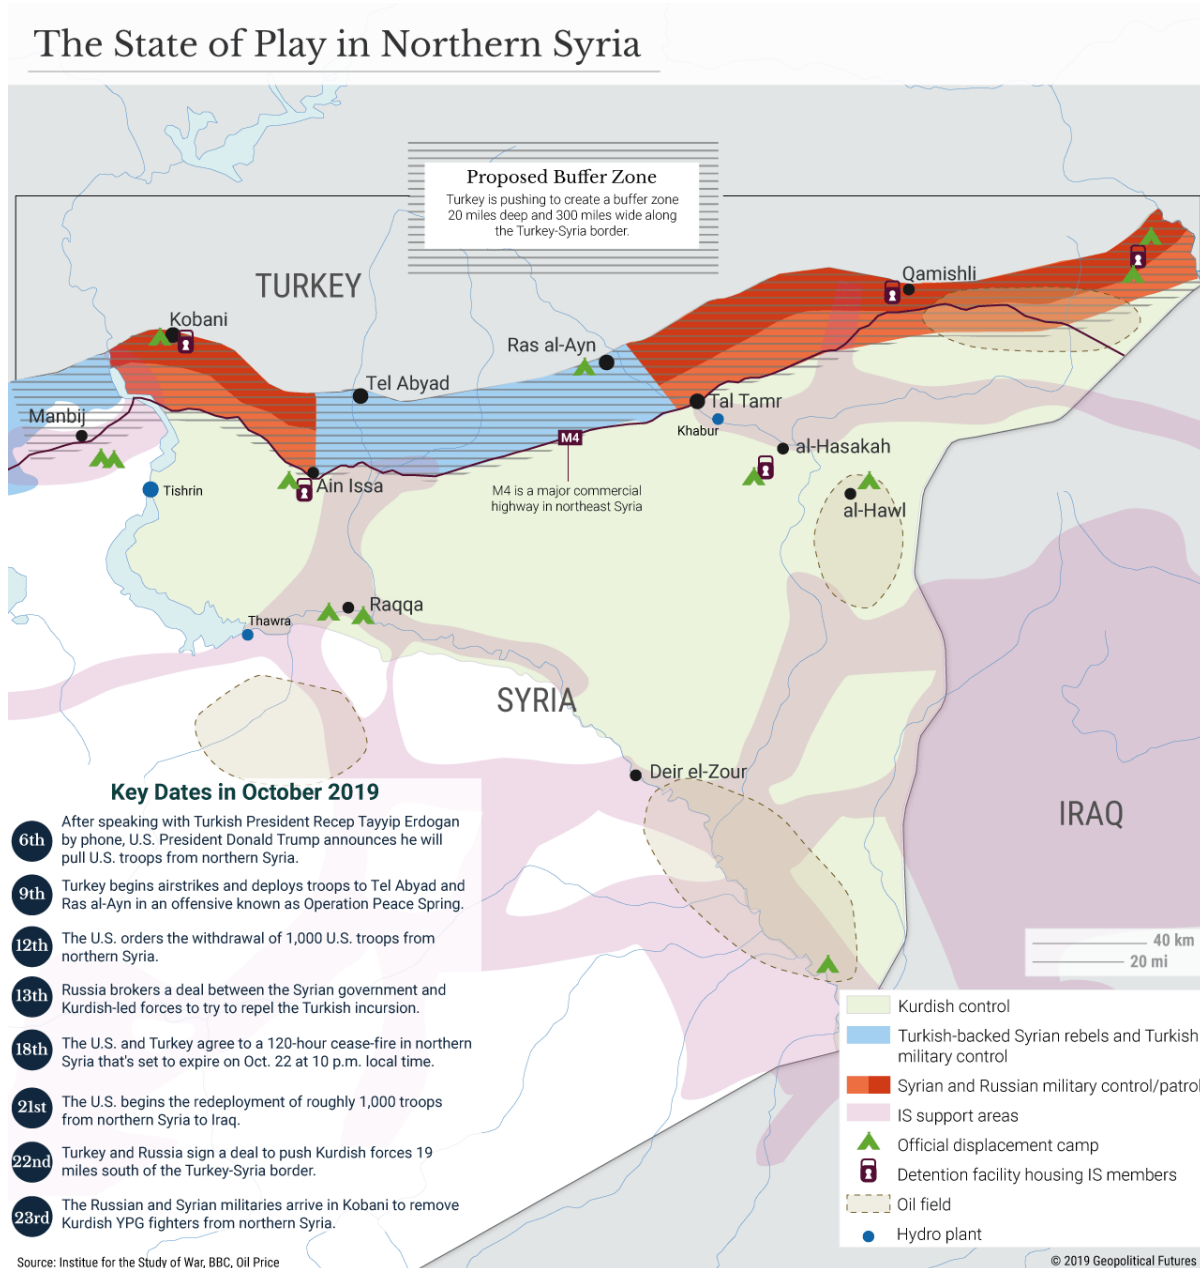 The State of Play in Northern Syria
Proposed Buffer Zone
Turkey is pushing to create a buffer zone
20 miles deep and 300 miles wide along
the Turkey-Syria border.
TURKEY
Qamishli
Kobani
Ras al-Ayn
Tel Abyad
Manbij
Tal Tamr
Khabur
M4
al-Hasakah
Ain Issa
Tishrin
M4 is a major commercial
highway in northeast Syria
al-Hawl
Raqqa
Thawra
SYRIA
Deir el-Zour
IRAQ
Key Dates in October 2019
6th
After speaking with Turkish President Recep Tayyip Erdogan
by phone, U.S. President Donald Trump announces he will
pull U.S. troops from northern Syria.
9th
Turkey begins airstrikes and deploys troops to Tel Abyad and
Ras al-Ayn in an offensive known as Operation Peace Spring.
12th
The U.S. orders the withdrawal of 1,000 U.S. troops from
northern Syria.
13th
Russia brokers a deal between the Syrian government and
Kurdish-led forces to try to repel the Turkish incursion.
18th
The U.S. and Turkey agree to a 120-hour cease-fire in northern
Syria that's set to expire on Oct. 22 at 10 p.m. local time.
21st
The U.S. begins the redeployment of roughly 1,000 troops
from northern Syria to Iraq.
22nd
Turkey and Russia sign a deal to push Kurdish forces 19
miles south of the Turkey-Syria border.
23rd
The Russian and Syrian militaries arrive in Kobani to remove
Kurdish YPG fighters from northern Syria.
40 km
20 mi
Kurdish control
Turkish-backed Syrian rebels and Turkish
military control
Syrian and Russian military control/patrol
IS support areas
Official displacement camp
Detention facility housing IS members
Oil field
Hydro plant
Source: Institue for the Study of War, BBC, Oil Price
© 2019 Geopolitical Futures